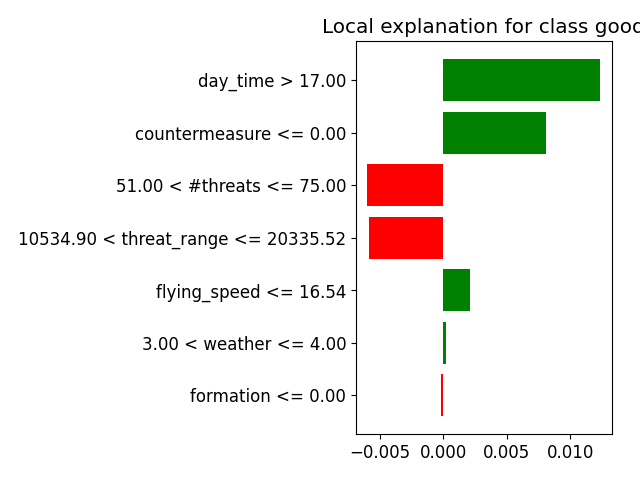 Local explanation for class good
day_time > 17.00
countermeasure <= 0.00
51.00 < #threats <= 75.00
10534.90 < threat_range <= 20335.52
flying_speed <= 16.54
3.00 < weather <= 4.00
formation <= 0.00
−0.005 0.000 0.005 0.010